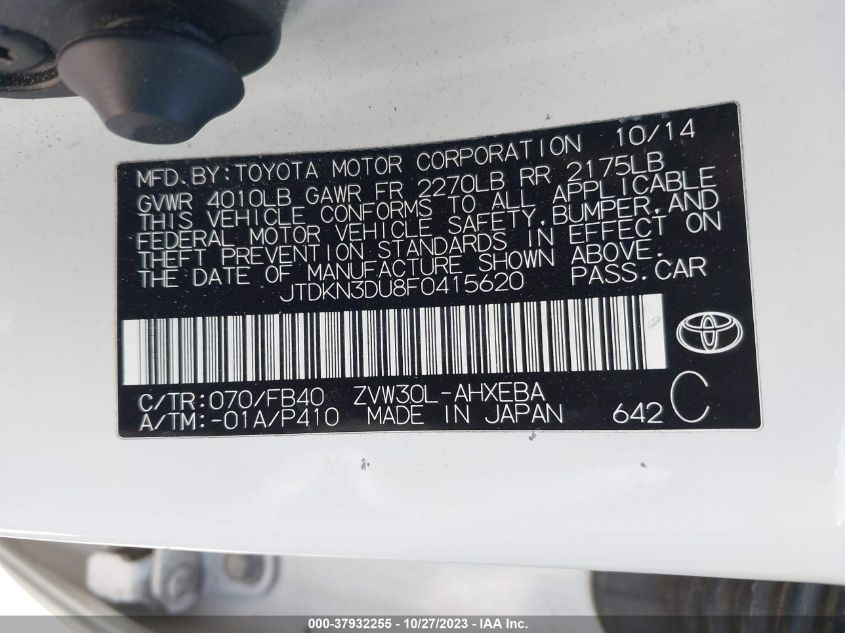 MFD. BY: TOYOTA MOTOR CORPORATION 10/14
GVWR 4010LB GAWR FR 2270LB RR 2175LB
THIS VEHICLE CONFORMS TO ALL APPLICABLE
FEDERAL MOTOR VEHICLE SAFETY, BUMPER, AND
THEFT PREVENTION STANDARDS IN EFFECT ON
THE DATE OF MANUFACTURE SHOWN ABOVE.
JTDKN3DU8F0415620 PASS. CAR
C/TR: 070/FB40 ZVW30L-AHXEBA
A/TM: -01A/P410 MADE IN JAPAN 642 C
000-37932255 - 10/27/2023 - IAA Inc.